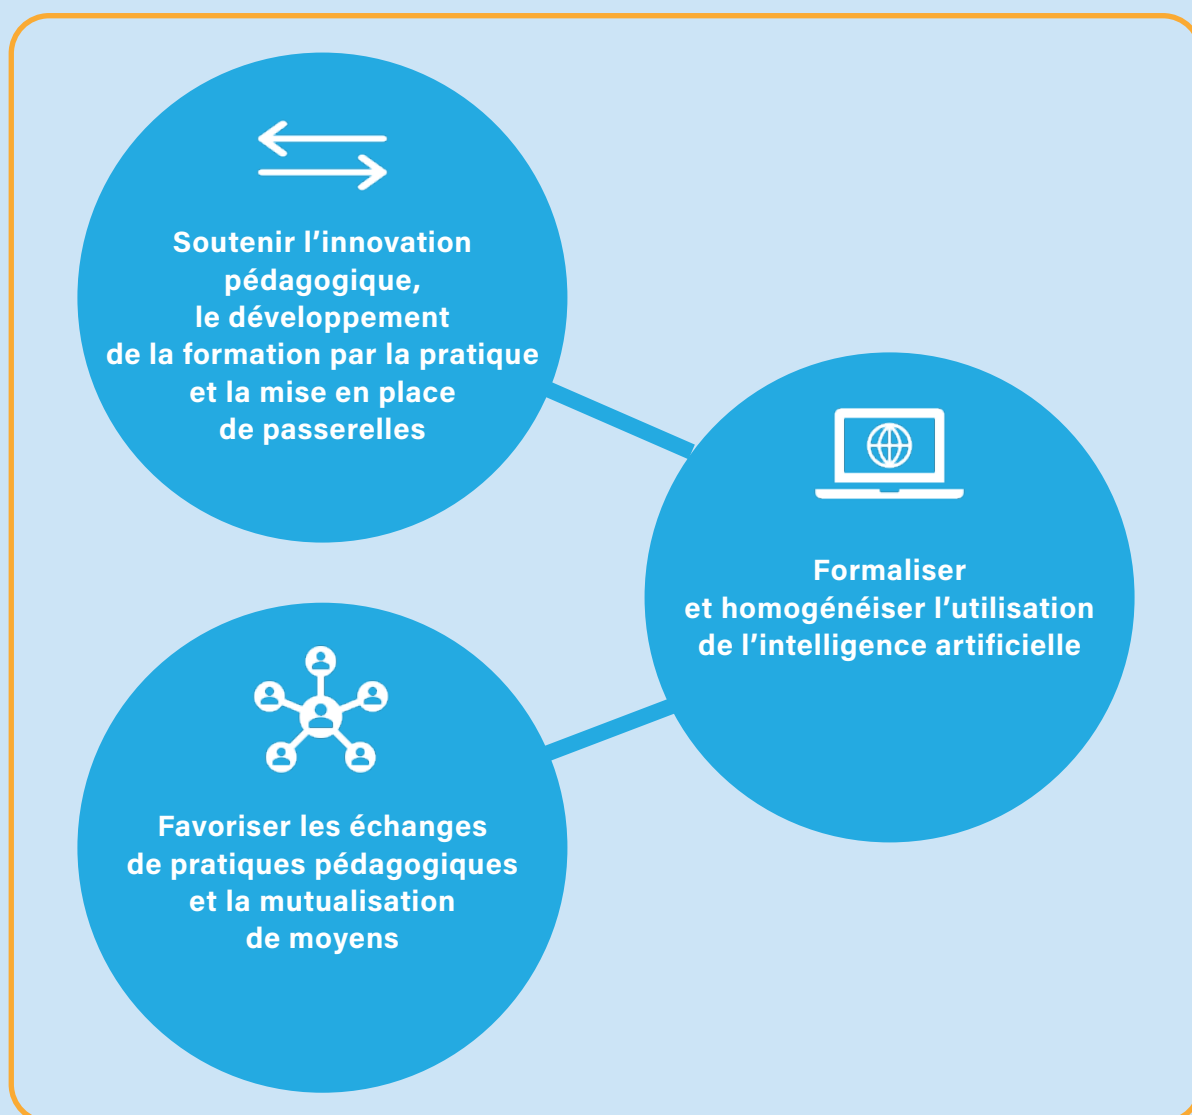 Soutenir l'innovation
pédagogique,
le développement
de la formation par la pratique
et la mise en place
de passerelles
Formaliser
et homogénéiser l'utilisation
de l'intelligence artificielle
Favoriser les échanges
de pratiques pédagogiques
et la mutualisation
de moyens